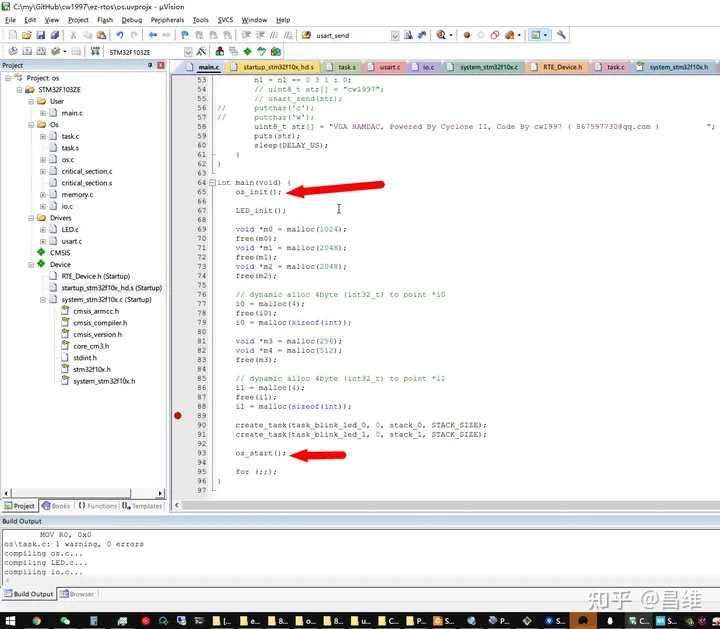 C:\my\GitHub\cw1997\ez-rtos\os.uvprojx - µVision
File Edit View Project Flash Debug Peripherals Tools SVCS Window Help
usart_send
STM32F103ZE
Project
main.c startup_stm32f10x_hd.s task.s usart.c io.c system_stm32f10x.c RTE_Device.h task.c system_stm32f10x.h
Project: os
STM32F103ZE
User
main.c
Os
task.c
task.s
os.c
critical_section.c
critical_section.s
memory.c
io.c
Drivers
LED.c
usart.c
CMSIS
Device
RTE_Device.h (Startup)
startup_stm32f10x_hd.s (Startup)
system_stm32f10x.c (Startup)
cmsis_armcc.h
cmsis_compiler.h
cmsis_version.h
core_cm3.h
stdint.h
stm32f10x.h
system_stm32f10x.h
53 n1 = n1 == 0 ? 1 : 0;
54 // uint8_t str[] = "cw1997";
55 // usart_send(str);
56 // putchar('c');
57 // putchar('w');
58 uint8_t str[] = "VGA RAMDAC, Powered By Cyclone II, Code By cw1997 ( 867597730@qq.com ) ";
59 puts(str);
60 sleep(DELAY_US);
61 }
62 }
63
64 int main(void) {
65 os_init();
66
67 LED_init();
68
69 void *m0 = malloc(1024);
70 free(m0);
71 void *m1 = malloc(2048);
72 free(m1);
73 void *m2 = malloc(2048);
74 free(m2);
75
76 // dynamic alloc 4byte (int32_t) to point *i0
77 i0 = malloc(4);
78 free(i0);
79 i0 = malloc(sizeof(int));
80
81 void *m3 = malloc(256);
82 void *m4 = malloc(512);
83 free(m3);
84
85 // dynamic alloc 4byte (int32_t) to point *i1
86 i1 = malloc(4);
87 free(i1);
88 i1 = malloc(sizeof(int));
89
90 create_task(task_blink_led_0, 0, stack_0, STACK_SIZE);
91 create_task(task_blink_led_1, 0, stack_1, STACK_SIZE);
92
93 os_start();
94
95 for (;;);
96 }
97
Project Books Functions Templates
Build Output
MOV R0, 0x0
os\task.c: 1 warning, 0 errors
compiling os.c...
compiling LED.c...
compiling io.c...
Build Output Browser
知乎 @昌维